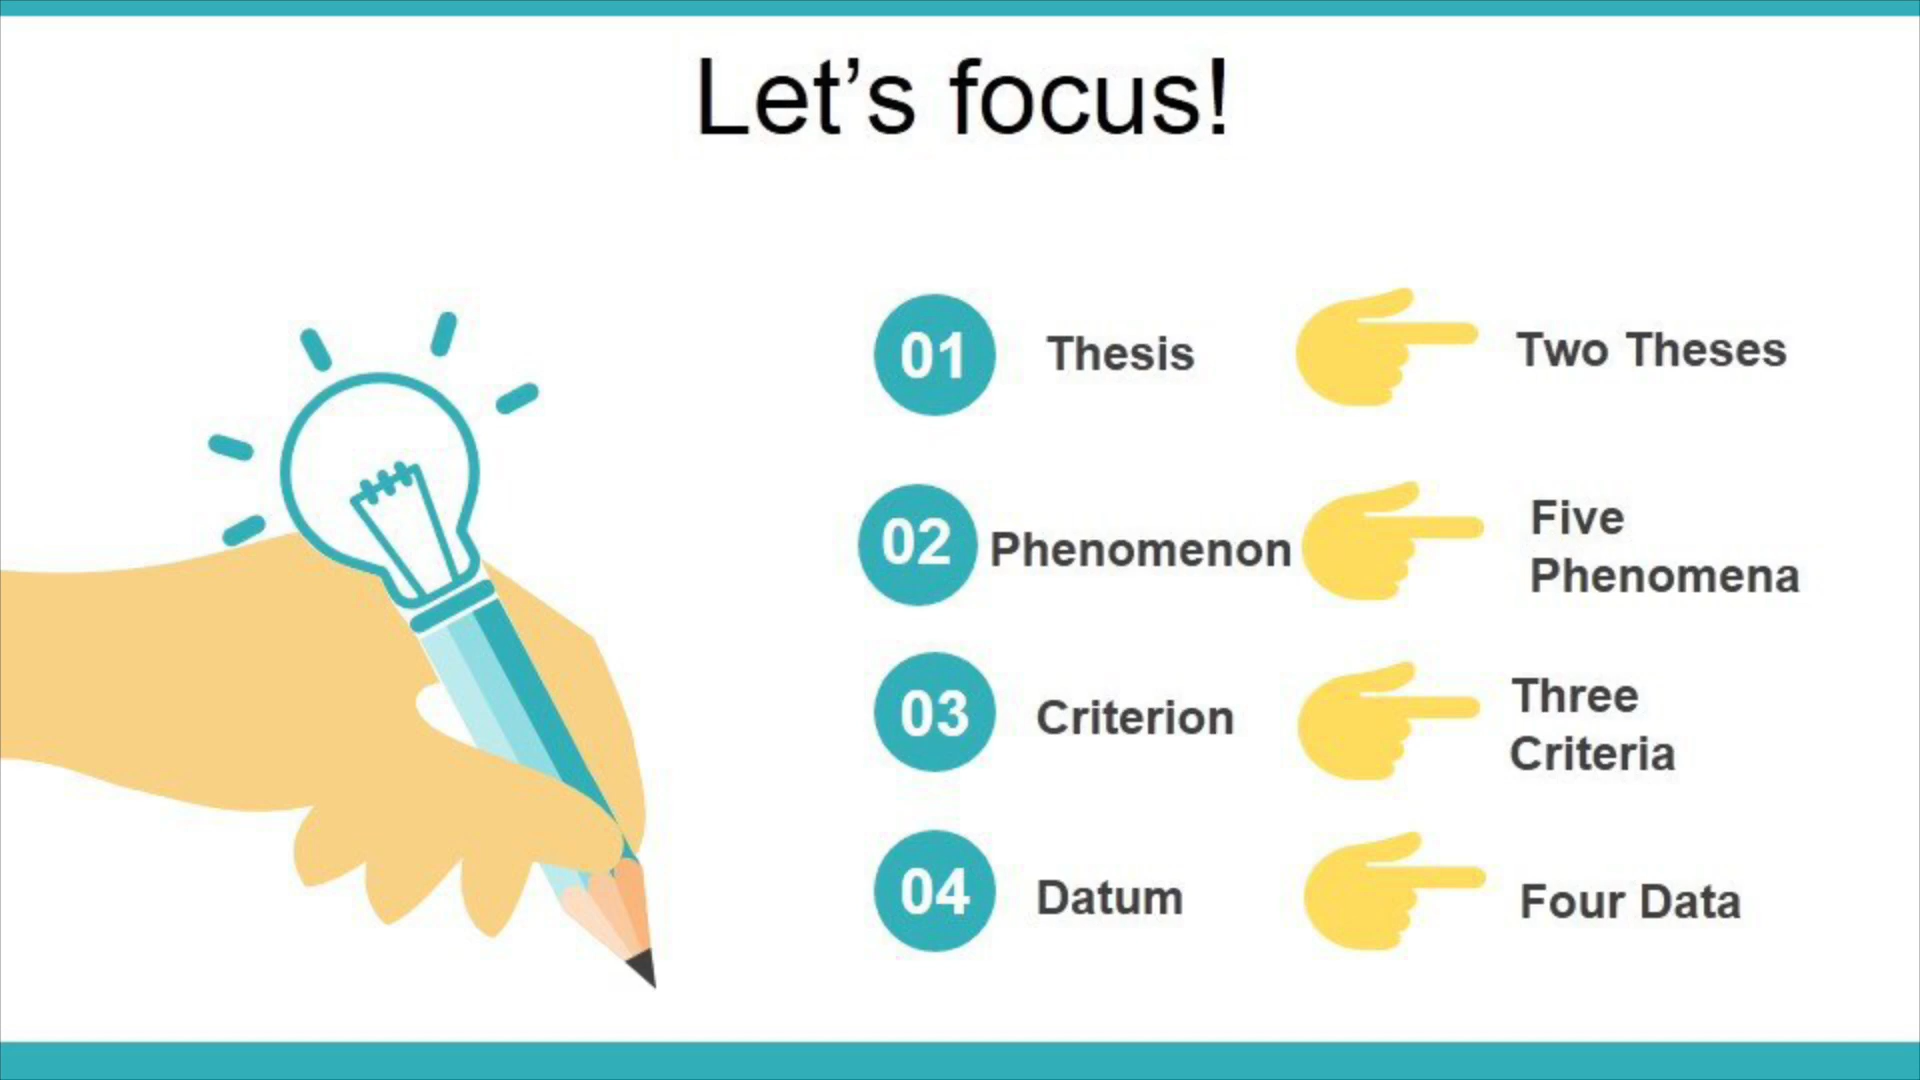 Let’s focus!
01 Thesis Two Theses
02 Phenomenon Five
Phenomena
03 Criterion Three
Criteria
04 Datum Four Data